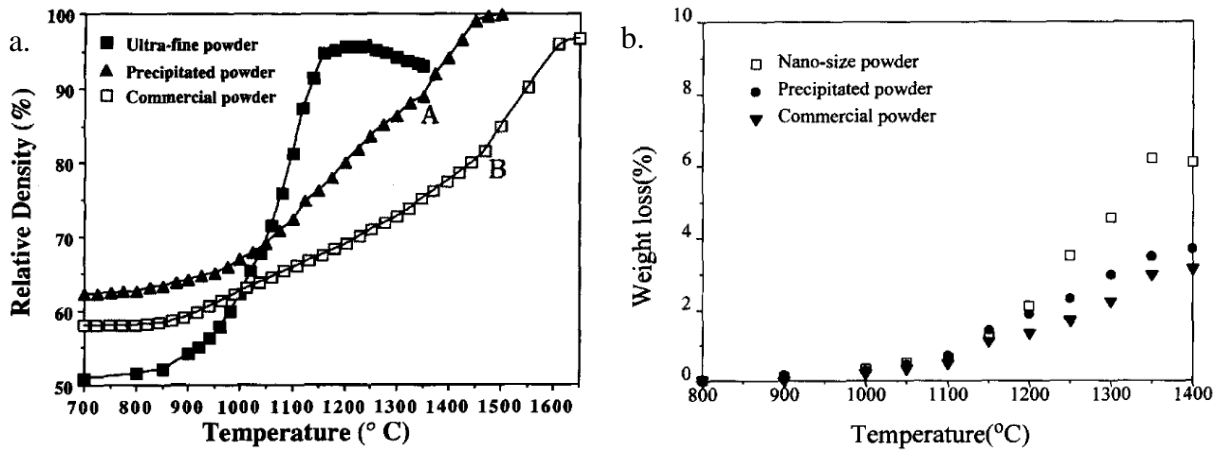 a.
100
90
80
70
60
50
Relative Density (%)
Ultra-fine powder
Precipitated powder
Commercial powder
A
B
700 800 900 1000 1100 1200 1300 1400 1500 1600
Temperature (° C)
b.
10
8
6
4
2
0
Weight loss(%)
Nano-size powder
Precipitated powder
Commercial powder
800 900 1000 1100 1200 1300 1400
Temperature(°C)